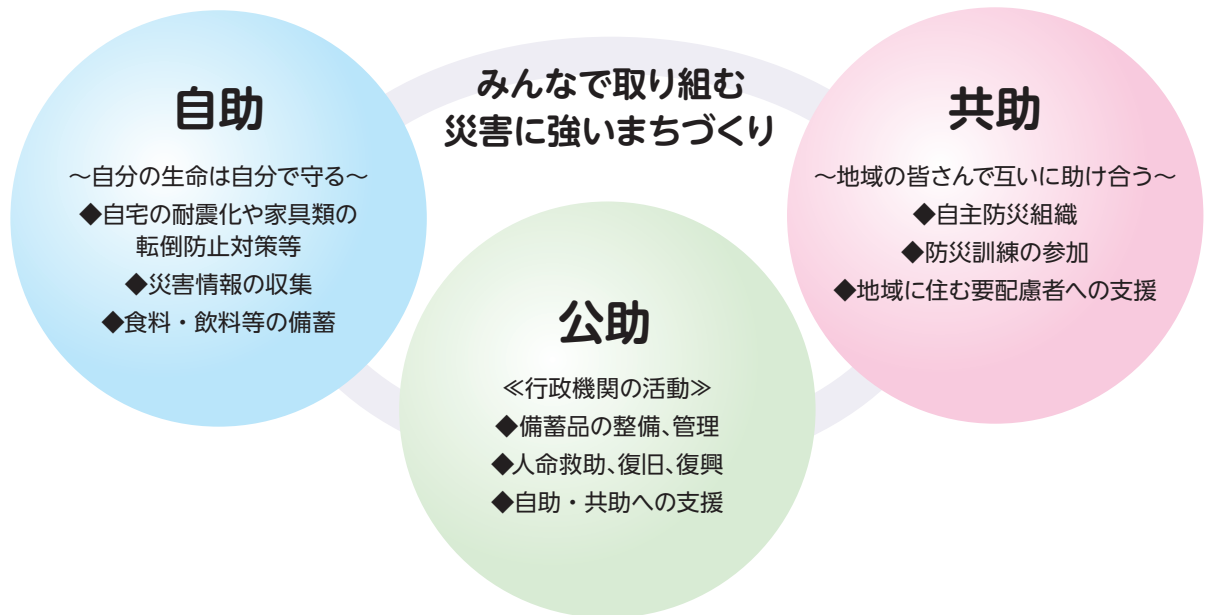 みんなで取り組む
災害に強いまちづくり
自助
～自分の生命は自分で守る～
◆自宅の耐震化や家具類の
転倒防止対策等
◆災害情報の収集
◆食料・飲料等の備蓄
共助
～地域の皆さんで互いに助け合う～
◆自主防災組織
◆防災訓練の参加
◆地域に住む要配慮者への支援
公助
≪行政機関の活動≫
◆備蓄品の整備、管理
◆人命救助、復旧、復興
◆自助・共助への支援